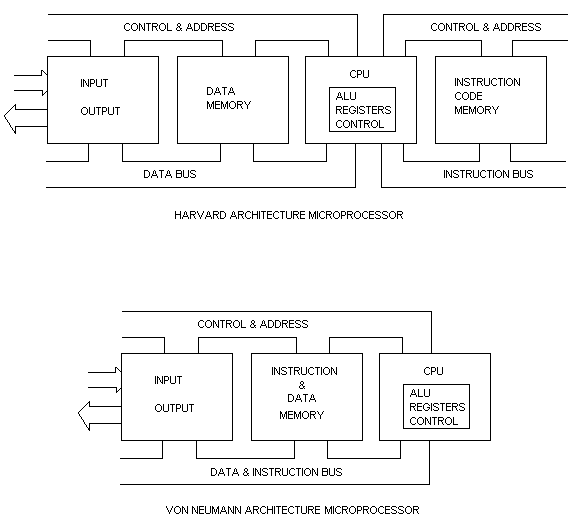 CONTROL & ADDRESS
CONTROL & ADDRESS
INPUT
OUTPUT
DATA
MEMORY
CPU
ALU
REGISTERS
CONTROL
INSTRUCTION
CODE
MEMORY
DATA BUS
INSTRUCTION BUS
HARVARD ARCHITECTURE MICROPROCESSOR
CONTROL & ADDRESS
INPUT
OUTPUT
INSTRUCTION
&
DATA
MEMORY
CPU
ALU
REGISTERS
CONTROL
DATA & INSTRUCTION BUS
VON NEUMANN ARCHITECTURE MICROPROCESSOR